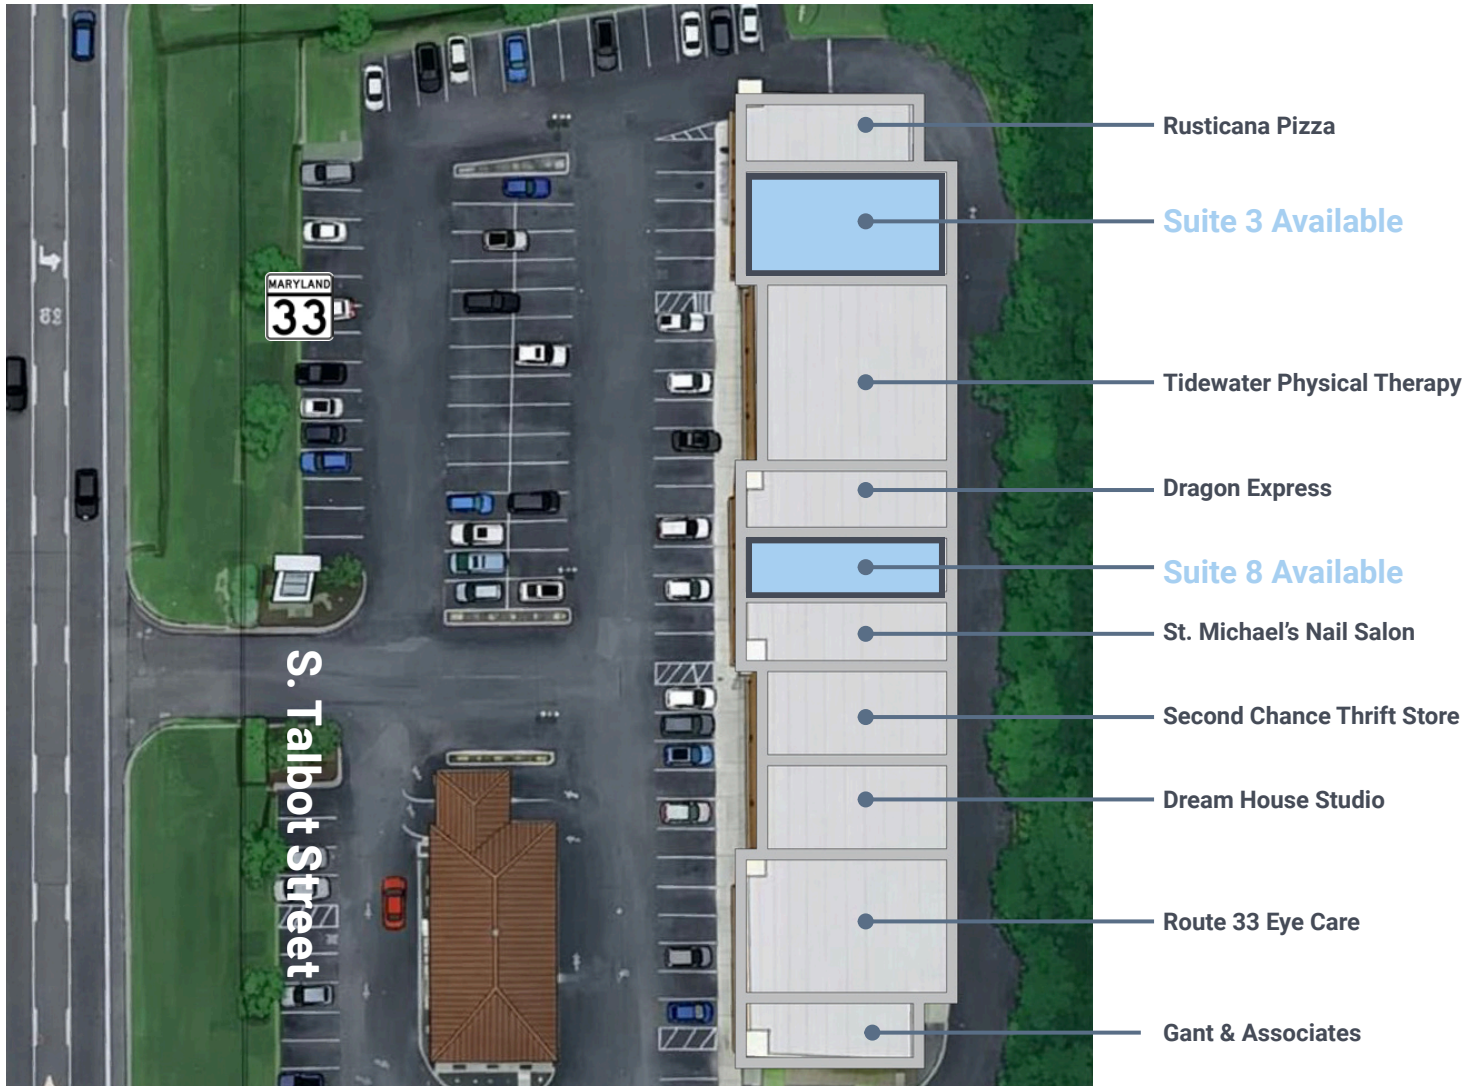 Rusticana Pizza
Suite 3 Available
MARYLAND
33
Tidewater Physical Therapy
Dragon Express
Suite 8 Available
St. Michael’s Nail Salon
S. Talbot Street
Second Chance Thrift Store
Dream House Studio
Route 33 Eye Care
Gant & Associates